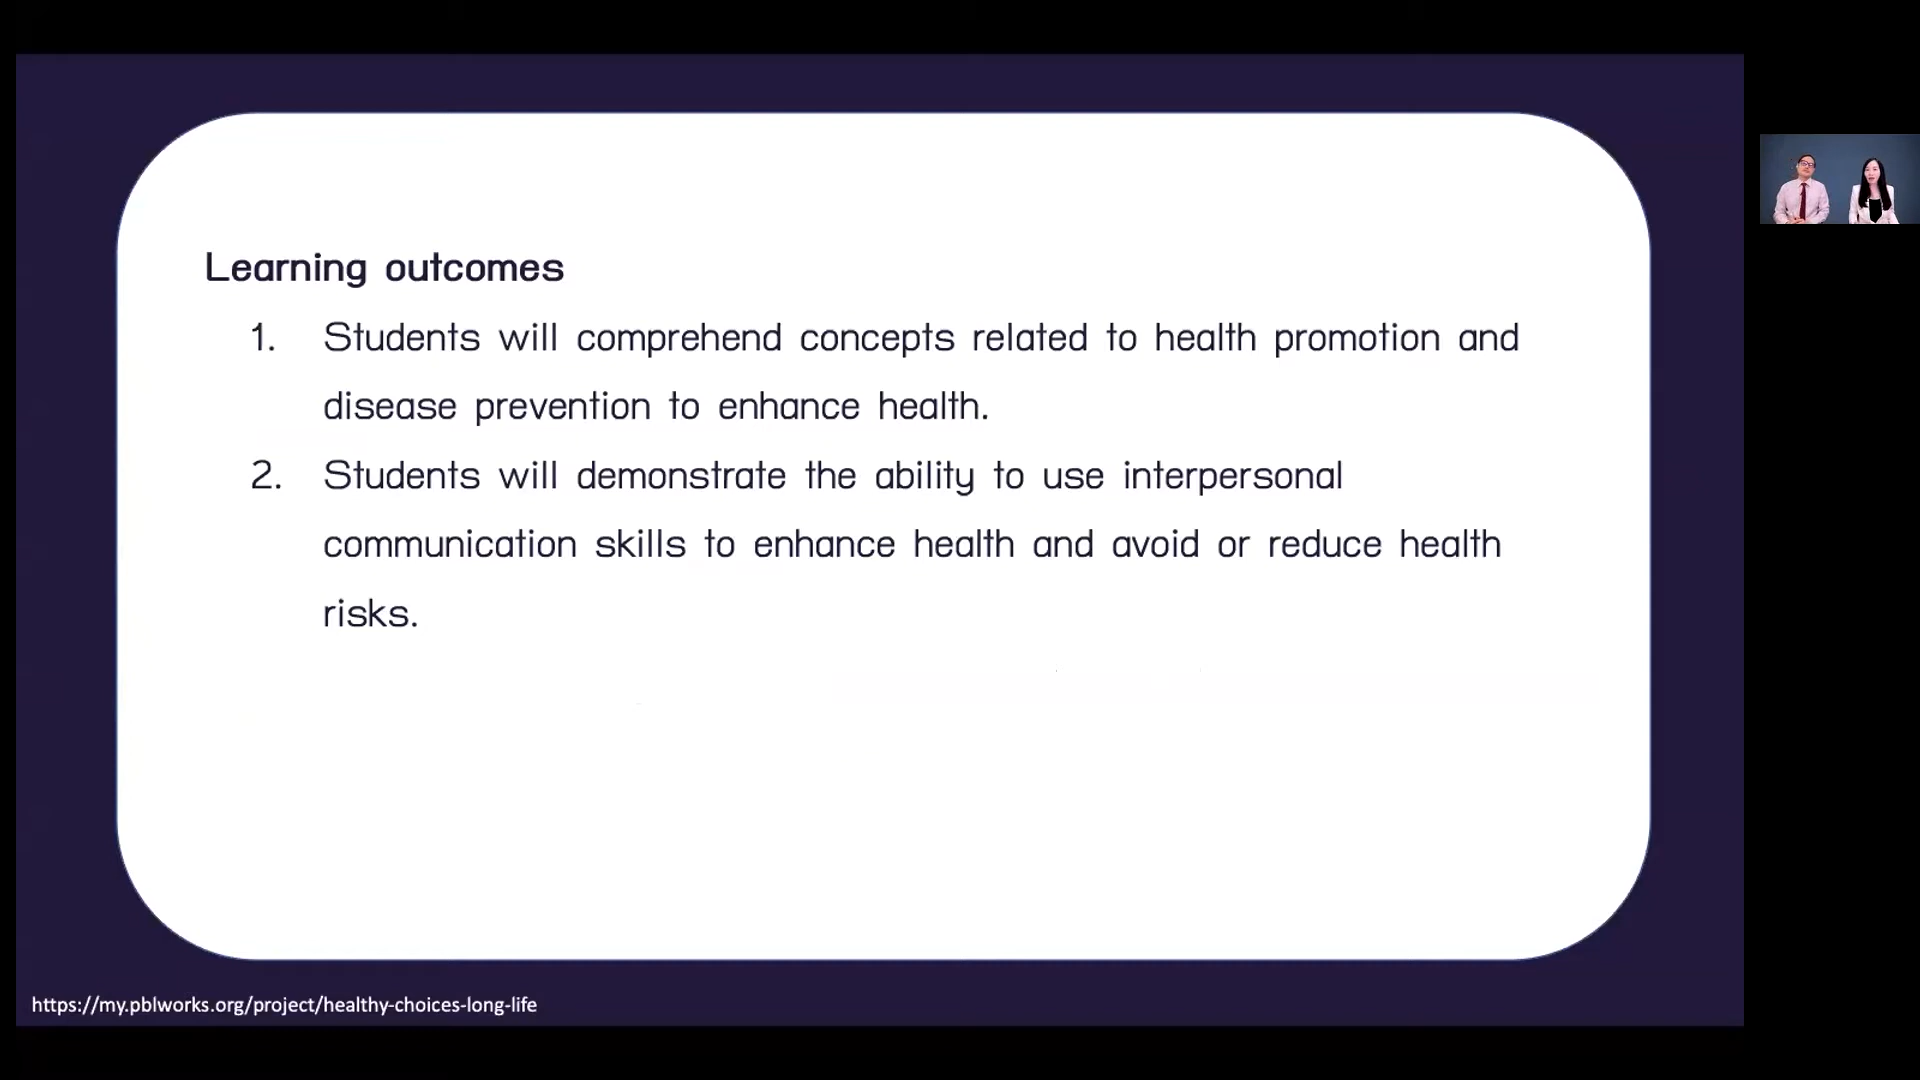 Learning outcomes
1. Students will comprehend concepts related to health promotion and
disease prevention to enhance health.
2. Students will demonstrate the ability to use interpersonal
communication skills to enhance health and avoid or reduce health
risks.
https://my.pblworks.org/project/healthy-choices-long-life